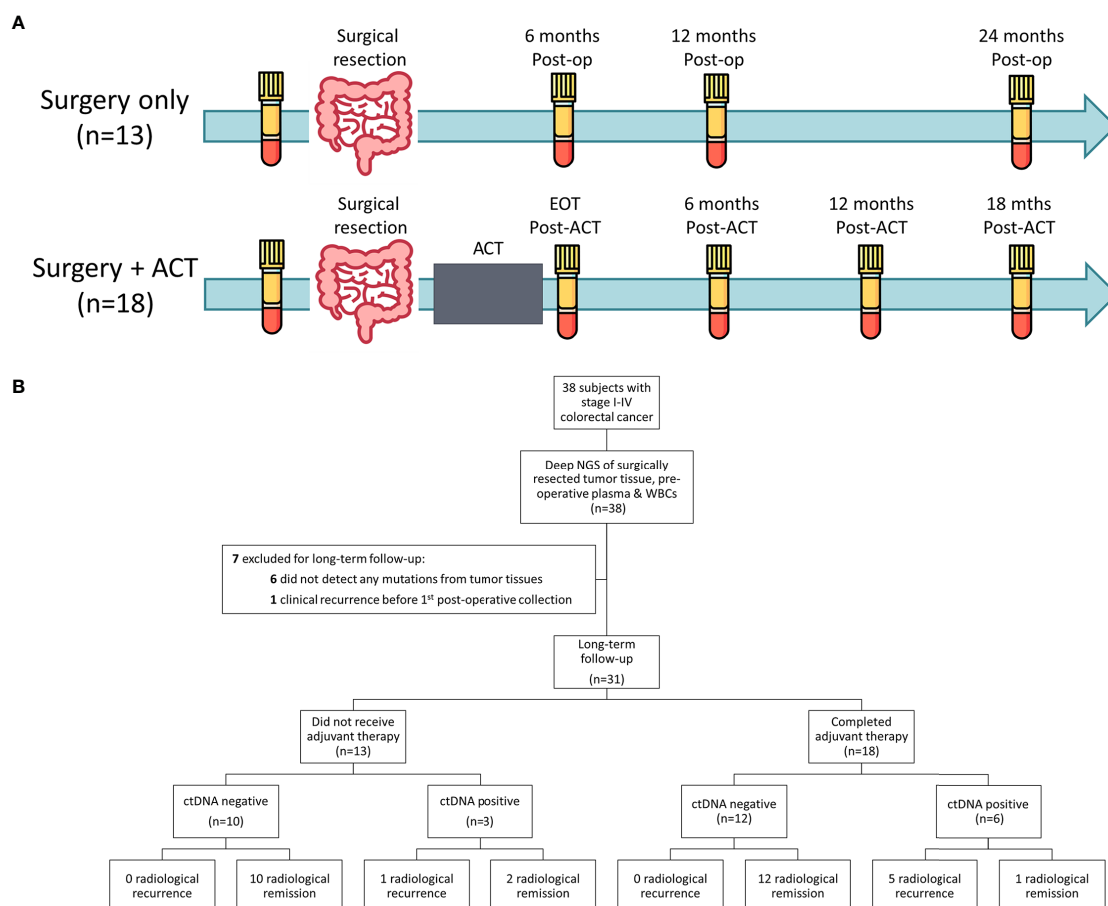 A
Surgical
resection
6 months
Post-op
12 months
Post-op
24 months
Post-op
Surgery only
(n=13)
Surgical
resection
ACT
EOT
Post-ACT
6 months
Post-ACT
12 months
Post-ACT
18 mths
Post-ACT
Surgery + ACT
(n=18)
B
38 subjects with
stage I-IV
colorectal cancer
Deep NGS of surgically
resected tumor tissue, pre-
operative plasma & WBCs
(n=38)
7 excluded for long-term follow-up:
6 did not detect any mutations from tumor tissues
1 clinical recurrence before 1st post-operative collection
Long-term
follow-up
(n=31)
Did not receive
adjuvant therapy
(n=13)
Completed
adjuvant therapy
(n=18)
ctDNA negative
(n=10)
ctDNA positive
(n=3)
ctDNA negative
(n=12)
ctDNA positive
(n=6)
0 radiological
recurrence
10 radiological
remission
1 radiological
recurrence
2 radiological
remission
0 radiological
recurrence
12 radiological
remission
5 radiological
recurrence
1 radiological
remission